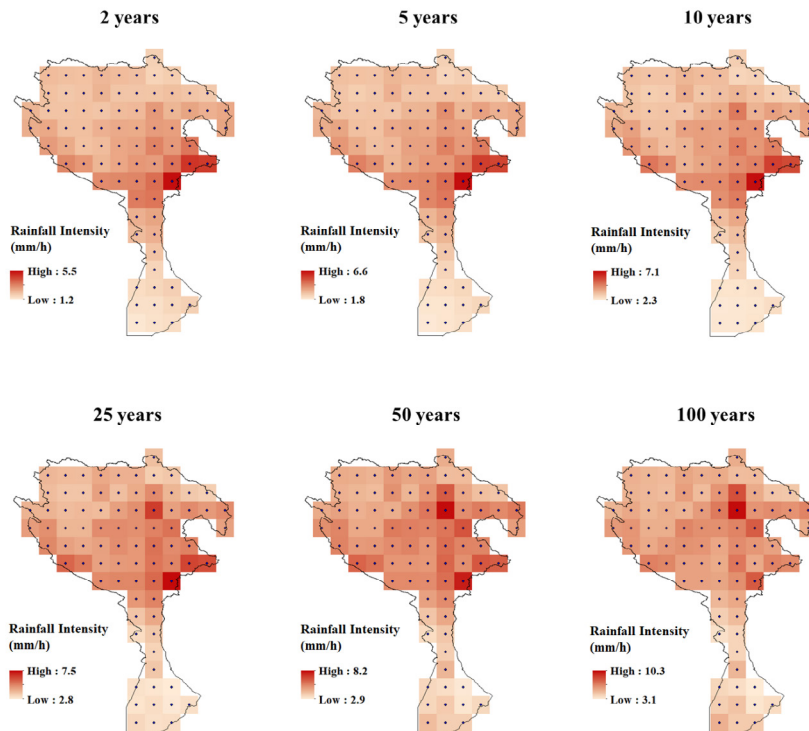 2 years
5 years
10 years
Rainfall Intensity
(mm/h)
High : 5.5
Low : 1.2
Rainfall Intensity
(mm/h)
High : 6.6
Low : 1.8
Rainfall Intensity
(mm/h)
High : 7.1
Low : 2.3
25 years
50 years
100 years
Rainfall Intensity
(mm/h)
High : 7.5
Low : 2.8
Rainfall Intensity
(mm/h)
High : 8.2
Low : 2.9
Rainfall Intensity
(mm/h)
High : 10.3
Low : 3.1